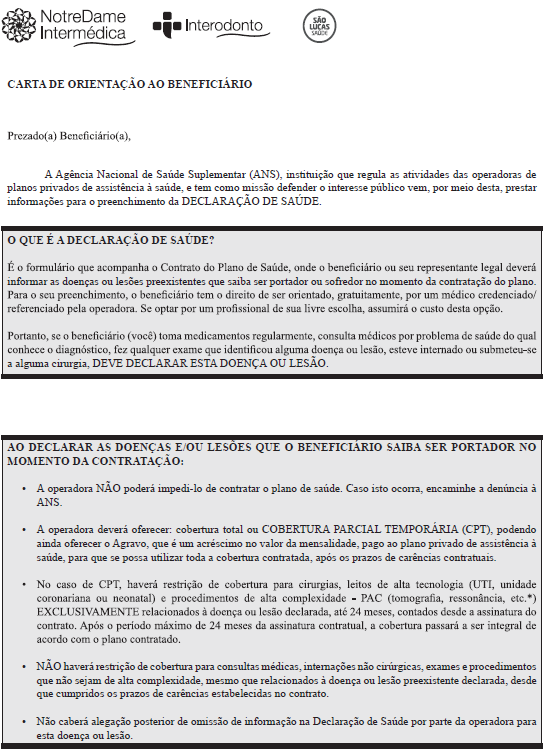 NotreDame
Intermédica
Interodonto
SÃO
LUCAS
SAÚDE
CARTA DE ORIENTAÇÃO AO BENEFICIÁRIO
Prezado(a) Beneficiário(a),
A Agência Nacional de Saúde Suplementar (ANS), instituição que regula as atividades das operadoras de
planos privados de assistência à saúde, e tem como missão defender o interesse público vem, por meio desta, prestar
informações para o preenchimento da DECLARAÇÃO DE SAÚDE.
O QUE É A DECLARAÇÃO DE SAÚDE?
É o formulário que acompanha o Contrato do Plano de Saúde, onde o beneficiário ou seu representante legal deverá
informar as doenças ou lesões preexistentes que saiba ser portador ou sofredor no momento da contratação do plano.
Para o seu preenchimento, o beneficiário tem o direito de ser orientado, gratuitamente, por um médico credenciado/
referenciado pela operadora. Se optar por um profissional de sua livre escolha, assumirá o custo desta opção.
Portanto, se o beneficiário (você) toma medicamentos regularmente, consulta médicos por problema de saúde do qual
conhece o diagnóstico, fez qualquer exame que identificou alguma doença ou lesão, esteve internado ou submeteu-se
a alguma cirurgia, DEVE DECLARAR ESTA DOENÇA OU LESÃO.
AO DECLARAR AS DOENÇAS E/OU LESÕES QUE O BENEFICIÁRIO SAIBA SER PORTADOR NO
MOMENTO DA CONTRATAÇÃO:
• A operadora NÃO poderá impedi-lo de contratar o plano de saúde. Caso isto ocorra, encaminhe a denúncia à
ANS.
• A operadora deverá oferecer: cobertura total ou COBERTURA PARCIAL TEMPORÁRIA (CPT), podendo
ainda oferecer o Agravo, que é um acréscimo no valor da mensalidade, pago ao plano privado de assistência à
saúde, para que se possa utilizar toda a cobertura contratada, após os prazos de carências contratuais.
• No caso de CPT, haverá restrição de cobertura para cirurgias, leitos de alta tecnologia (UTI, unidade
coronariana ou neonatal) e procedimentos de alta complexidade - PAC (tomografia, ressonância, etc.*)
EXCLUSIVAMENTE relacionados à doença ou lesão declarada, até 24 meses, contados desde a assinatura do
contrato. Após o período máximo de 24 meses da assinatura contratual, a cobertura passará a ser integral de
acordo com o plano contratado.
• NÃO haverá restrição de cobertura para consultas médicas, internações não cirúrgicas, exames e procedimentos
que não sejam de alta complexidade, mesmo que relacionados à doença ou lesão preexistente declarada, desde
que cumpridos os prazos de carências estabelecidos no contrato.
• Não caberá alegação posterior de omissão de informação na Declaração de Saúde por parte da operadora para
esta doença ou lesão.